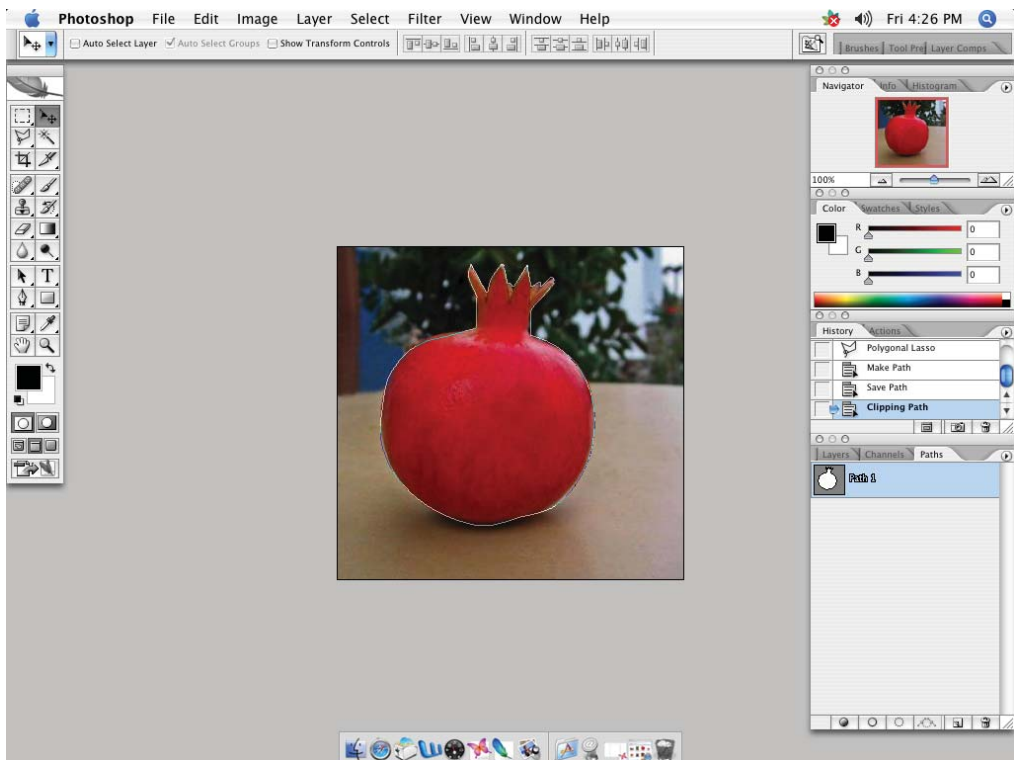 Photoshop File Edit Image Layer Select Filter View Window Help Fri 4:26 PM
Auto Select Layer Auto Select Groups Show Transform Controls Brushes Tool Pre Layer Comps
Navigator Info Histogram
100%
Color Swatches Styles
R 0
G 0
B 0
History Actions
Polygonal Lasso
Make Path
Save Path
Clipping Path
Layers Channels Paths
Path 1
T